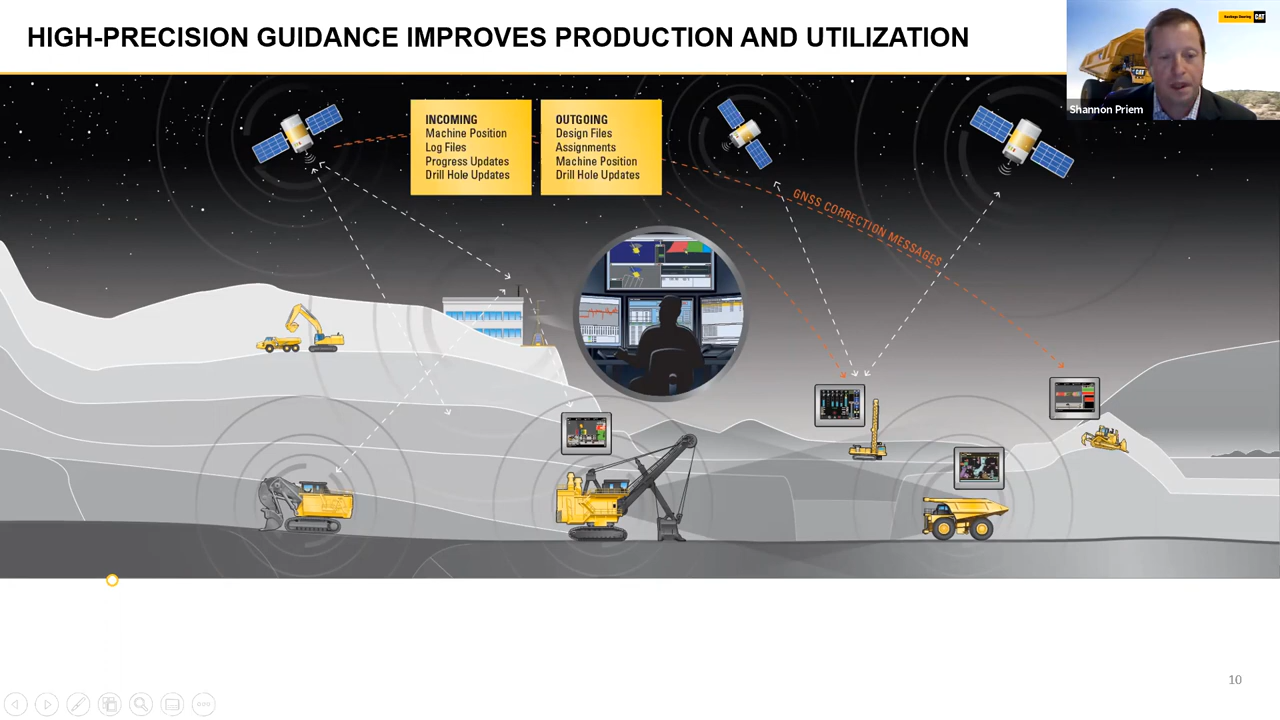 HIGH-PRECISION GUIDANCE IMPROVES PRODUCTION AND UTILIZATION
CAT
Shannon Priem
INCOMING
Machine Position
Log Files
Progress Updates
Drill Hole Updates
OUTGOING
Design Files
Assignments
Machine Position
Drill Hole Updates
GNSS CORRECTION MESSAGES
10